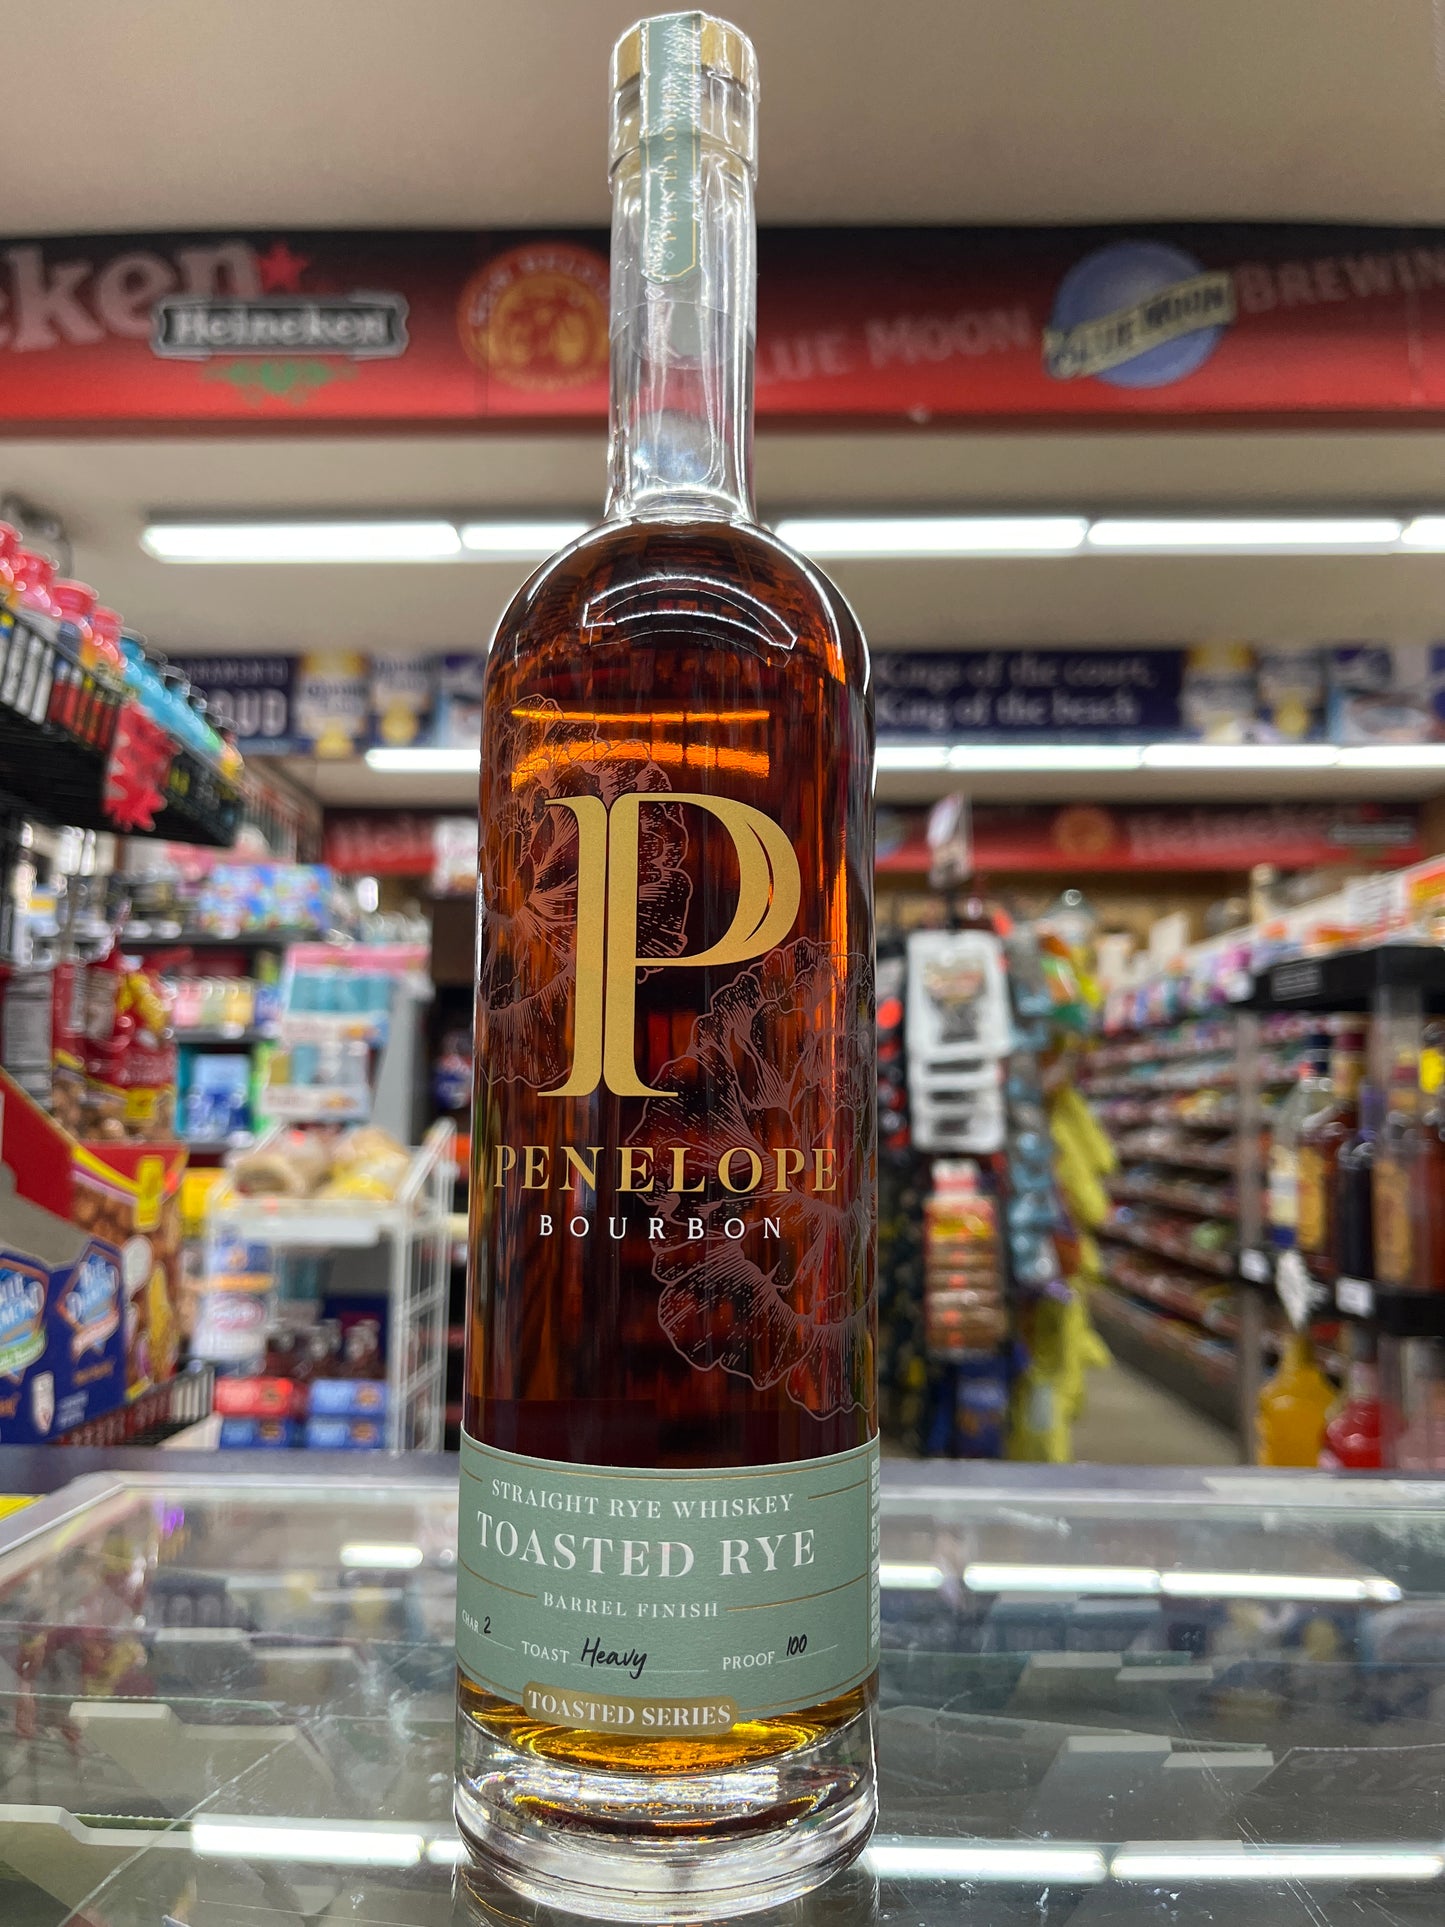 Heineken
BLUE MOON
BLUE MOON
BREWIN
Kings of the court,
King of the beach
P
PENELOPE
BOURBON
STRAIGHT RYE WHISKEY
TOASTED RYE
BARREL FINISH
CHAR 2
TOAST Heavy
PROOF 100
TOASTED SERIES